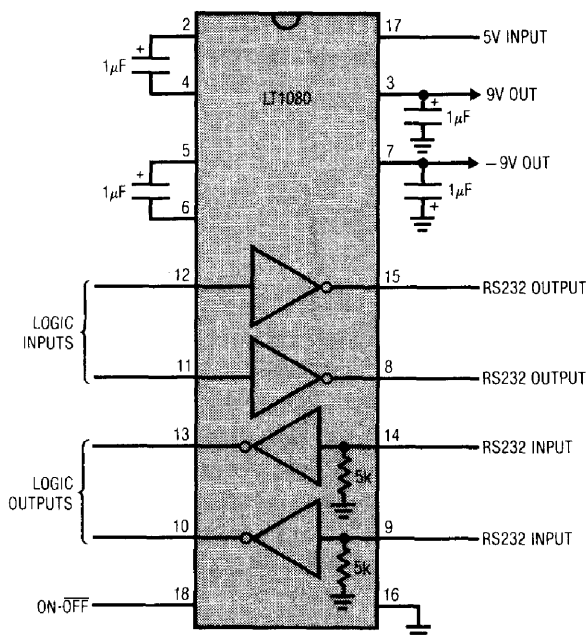 2
17
5V INPUT
+
1μF
LT1080
4
3
9V OUT
+
1μF
5
7
−9V OUT
+
1μF
6
1μF
+
12
15
RS232 OUTPUT
LOGIC
INPUTS
11
8
RS232 OUTPUT
13
14
RS232 INPUT
5k
LOGIC
OUTPUTS
10
9
RS232 INPUT
5k
18
16
ON-OFF